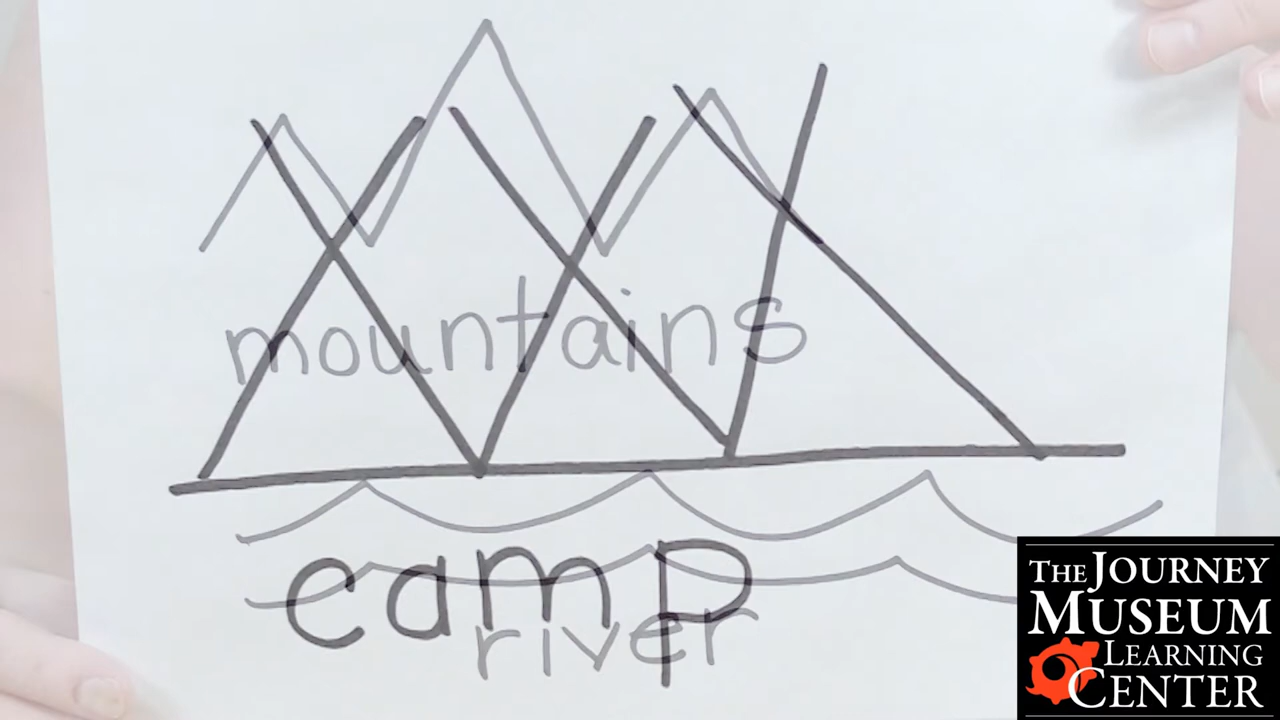 mountains
camp
river
THE JOURNEY
MUSEUM
LEARNING
CENTER